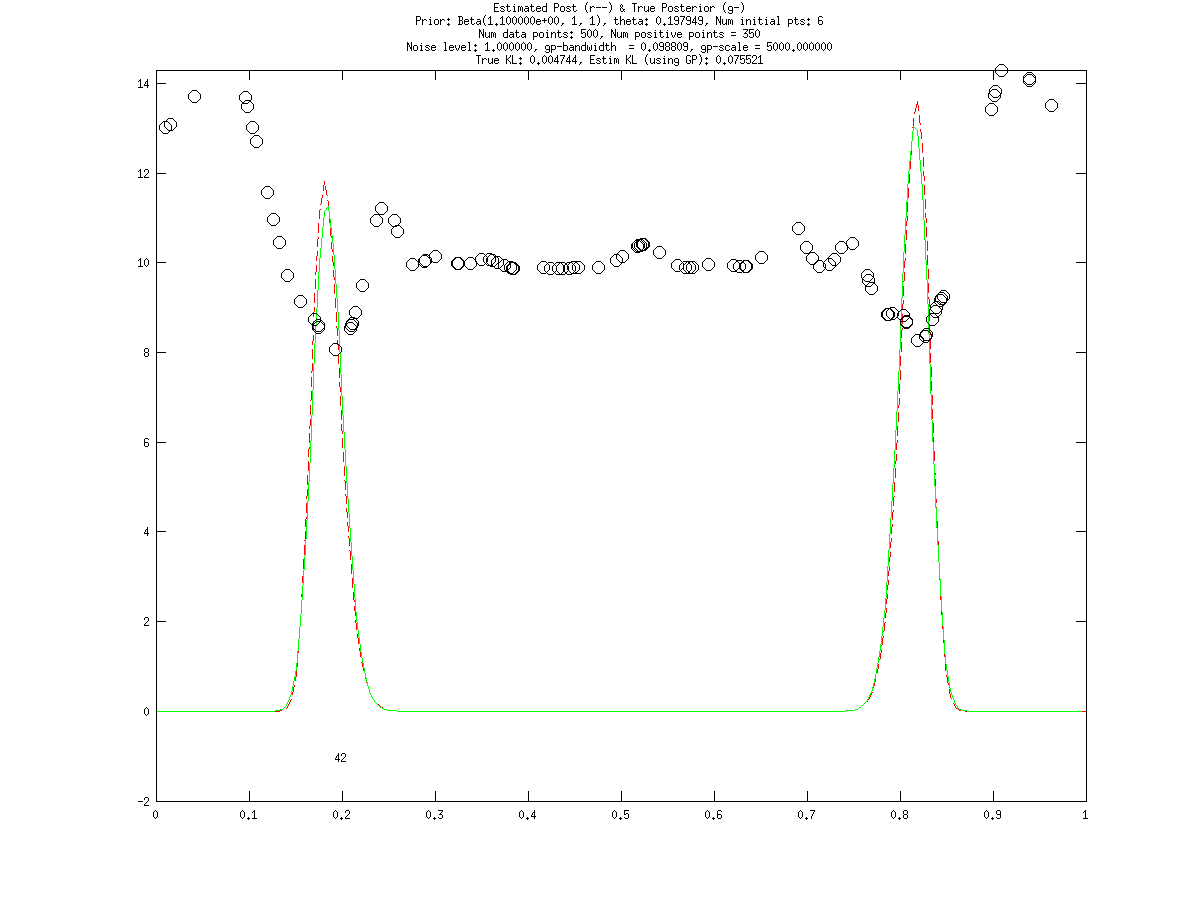 Estimated Post (r--) & True Posterior (g-)
Prior: Beta(1.100000e+00, 1, 1), theta: 0.197949, Num initial pts: 6
Num data points: 500, Num positive points = 350
Noise level: 1.000000, gp-bandwidth  = 0.098809, gp-scale = 5000.000000
True KL: 0.004744, Estim KL (using GP): 0.075521
14
12
10
8
6
4
2
0
42
-2
0 0.1 0.2 0.3 0.4 0.5 0.6 0.7 0.8 0.9 1